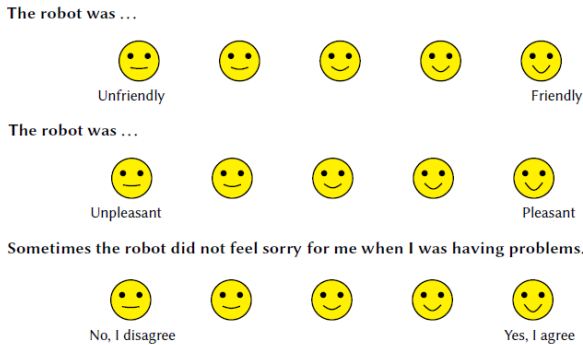 The robot was ...
Unfriendly Friendly
The robot was ...
Unpleasant Pleasant
Sometimes the robot did not feel sorry for me when I was having problems.
No, I disagree Yes, I agree